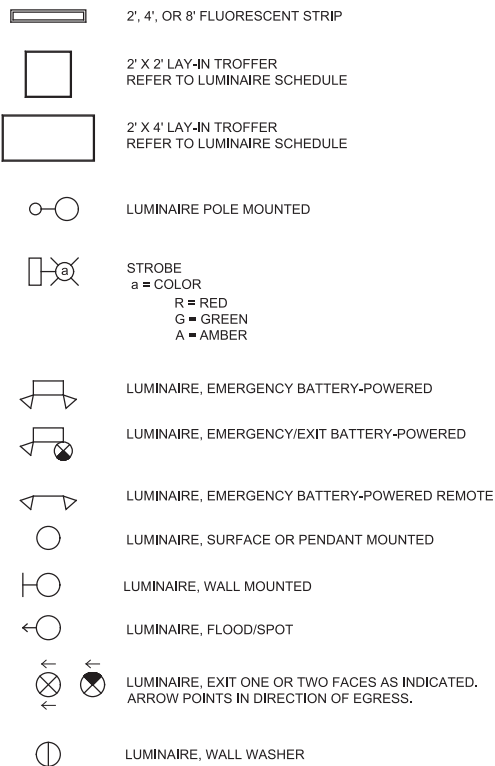 2', 4', OR 8' FLUORESCENT STRIP
2' X 2' LAY-IN TROFFER
REFER TO LUMINAIRE SCHEDULE
2' X 4' LAY-IN TROFFER
REFER TO LUMINAIRE SCHEDULE
LUMINAIRE POLE MOUNTED
a
STROBE
a = COLOR
R = RED
G = GREEN
A = AMBER
LUMINAIRE, EMERGENCY BATTERY-POWERED
LUMINAIRE, EMERGENCY/EXIT BATTERY-POWERED
LUMINAIRE, EMERGENCY BATTERY-POWERED REMOTE
LUMINAIRE, SURFACE OR PENDANT MOUNTED
LUMINAIRE, WALL MOUNTED
LUMINAIRE, FLOOD/SPOT
LUMINAIRE, EXIT ONE OR TWO FACES AS INDICATED.
ARROW POINTS IN DIRECTION OF EGRESS.
LUMINAIRE, WALL WASHER